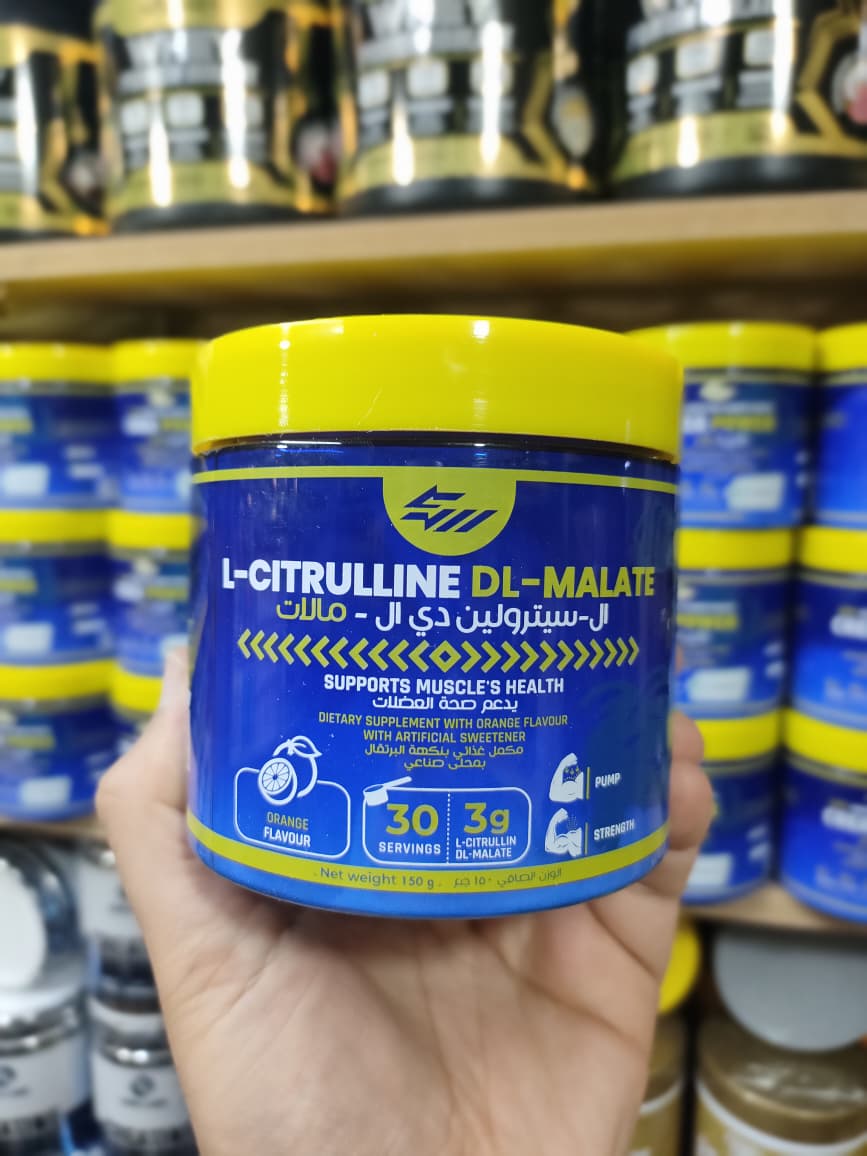 L-CITRULLINE DL-MALATE
ال-سيترولين دي ال - مالات
SUPPORTS MUSCLE'S HEALTH
يدعم صحة العضلات
DIETARY SUPPLEMENT WITH ORANGE FLAVOUR
WITH ARTIFICIAL SWEETENER
مكمل غذائي بنكهة البرتقال
بمحلى صناعي
ORANGE
FLAVOUR
30
SERVINGS
3g
L-CITRULLIN
DL-MALATE
PUMP
STRENGTH
Net weight 150 g . الوزن الصافي ١٥٠ جم